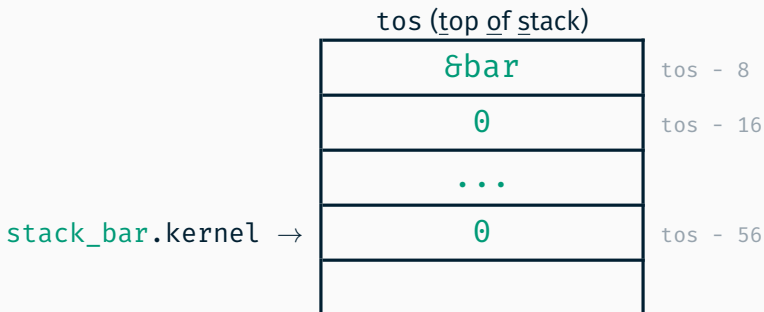 tos (top of stack)
&bar tos - 8
0 tos - 16
...
stack_bar.kernel → 0 tos - 56